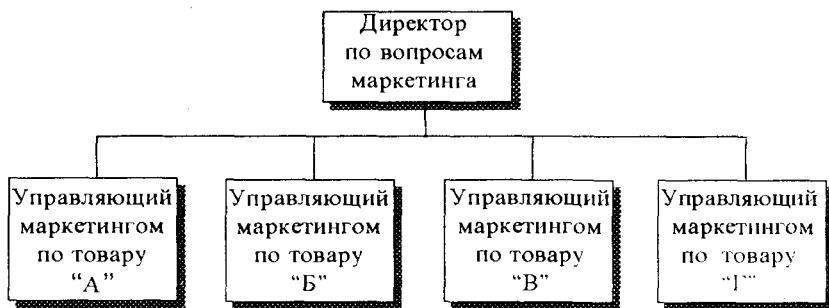 Директор
по вопросам
маркетинга
Управляющий
маркетингом
по товару
“А”
Управляющий
маркетингом
по товару
“Б”
Управляющий
маркетингом
по товару
“В”
Управляющий
маркетингом
по товару
“Г”